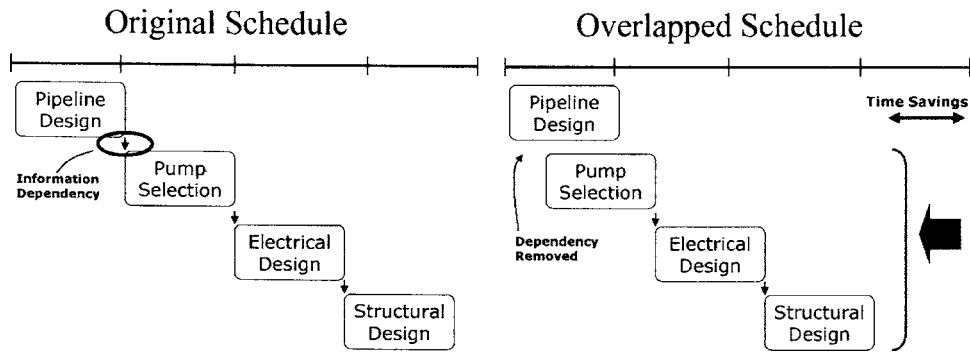 Original Schedule
Pipeline
Design
Information
Dependency
Pump
Selection
Electrical
Design
Structural
Design
Overlapped Schedule
Pipeline
Design
Time Savings
Pump
Selection
Dependency
Removed
Electrical
Design
Structural
Design